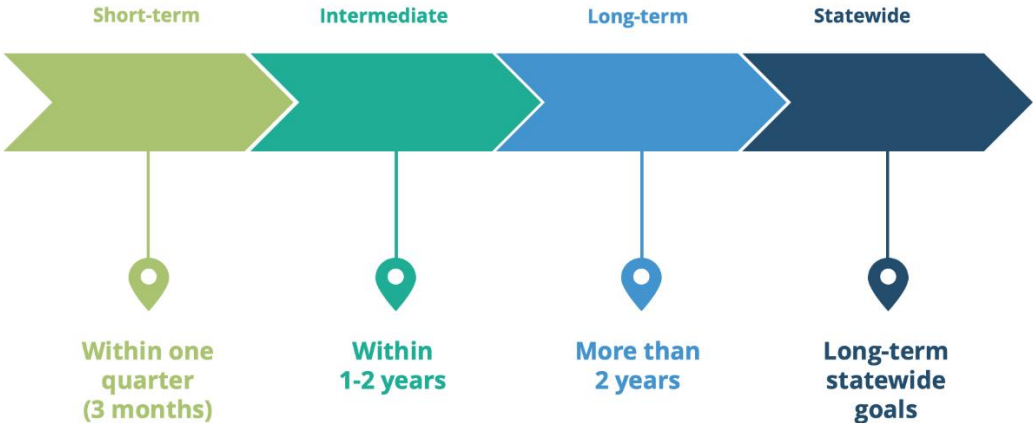 Short-term
Intermediate
Long-term
Statewide
Within one
quarter
(3 months)
Within
1-2 years
More than
2 years
Long-term
statewide
goals